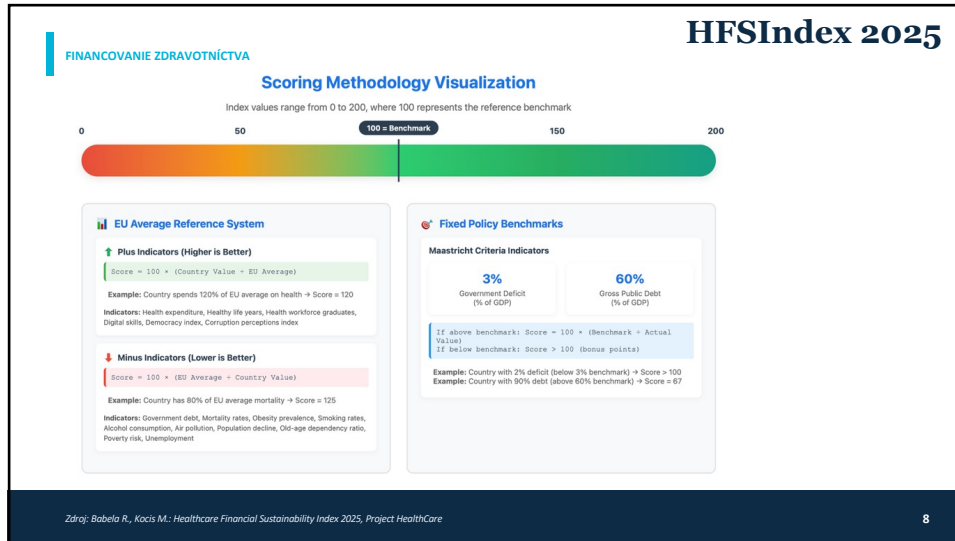 HFSIndex 2025
FINANCOVANIE ZDRAVOTNÍCTVA
Scoring Methodology Visualization
Index values range from 0 to 200, where 100 represents the reference benchmark
0 50 100 = Benchmark 150 200
EU Average Reference System
Plus Indicators (Higher is Better)
Score = 100 × (Country Value ÷ EU Average)
Example: Country spends 120% of EU average on health → Score = 120
Indicators: Health expenditure, Healthy life years, Health workforce graduates,
Digital skills, Democracy index, Corruption perceptions index
Minus Indicators (Lower is Better)
Score = 100 × (EU Average ÷ Country Value)
Example: Country has 80% of EU average mortality → Score = 125
Indicators: Government debt, Mortality rates, Obesity prevalence, Smoking rates,
Alcohol consumption, Air pollution, Population decline, Old-age dependency ratio,
Poverty risk, Unemployment
Fixed Policy Benchmarks
Maastricht Criteria Indicators
3%
Government Deficit
(% of GDP)
60%
Gross Public Debt
(% of GDP)
If above benchmark: Score = 100 × (Benchmark ÷ Actual
Value)
If below benchmark: Score > 100 (bonus points)
Example: Country with 2% deficit (below 3% benchmark) → Score > 100
Example: Country with 90% debt (above 60% benchmark) → Score = 67
Zdroj: Babela R., Kocis M.: Healthcare Financial Sustainability Index 2025, Project HealthCare
8